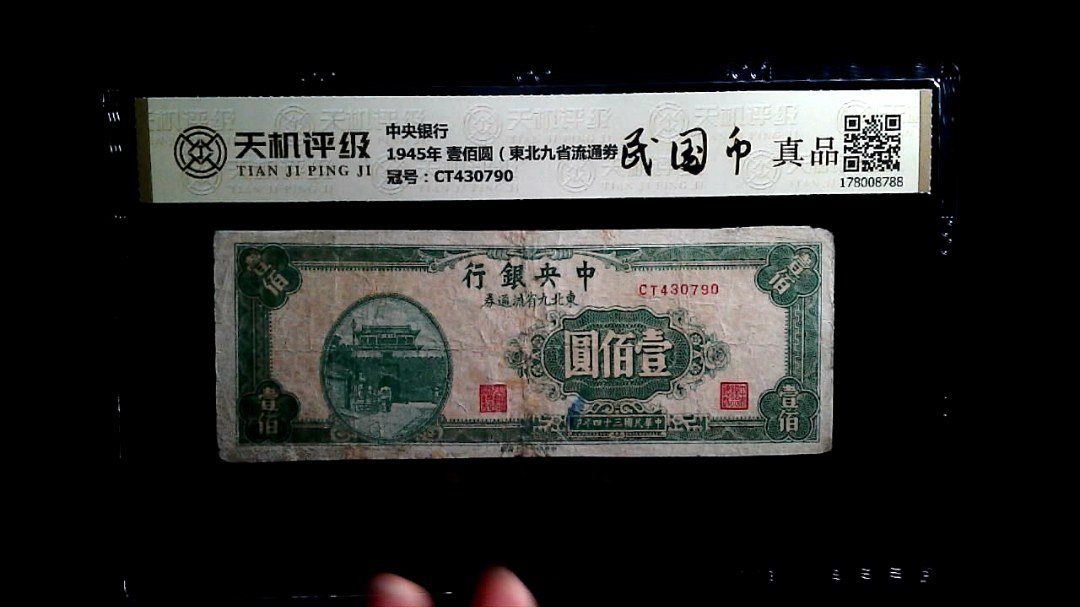 天机评级
TIAN JI PING JI
中央银行
1945年 壹佰圆（東北九省流通券
冠号：CT430790
民国币
真品
178008788
壹佰
壹佰
行銀央中
CT430790
券通流省九北東
圓佰壹
壹佰
壹佰
中華民國三十四年印